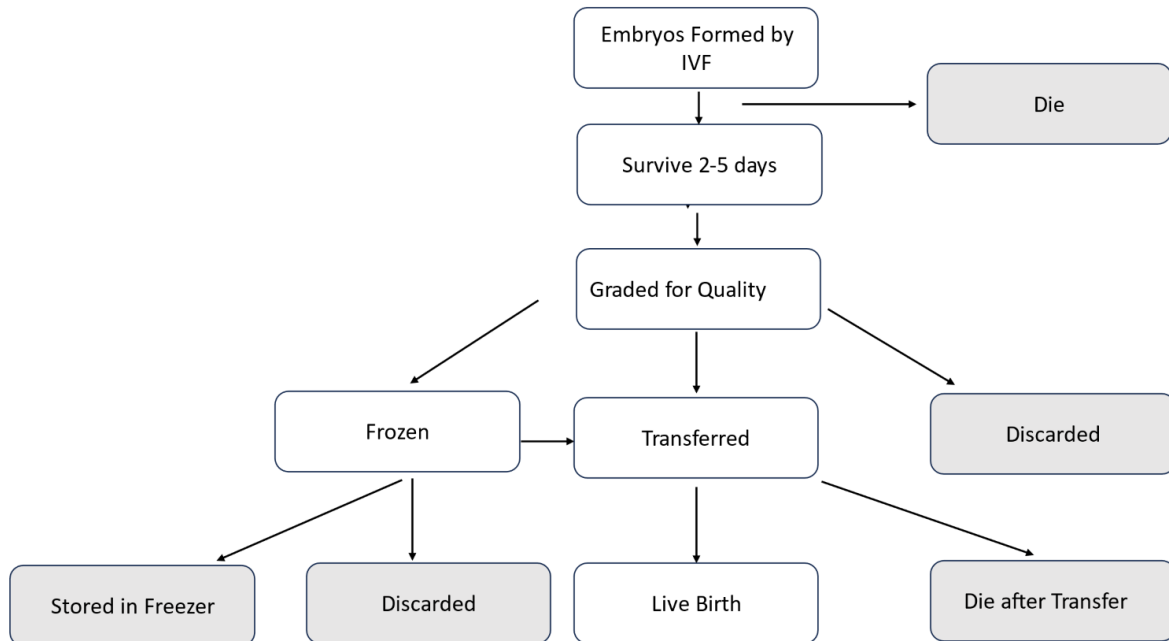 Embryos Formed by
IVF
Die
Survive 2-5 days
Graded for Quality
Frozen
Transferred
Discarded
Stored in Freezer
Discarded
Live Birth
Die after Transfer